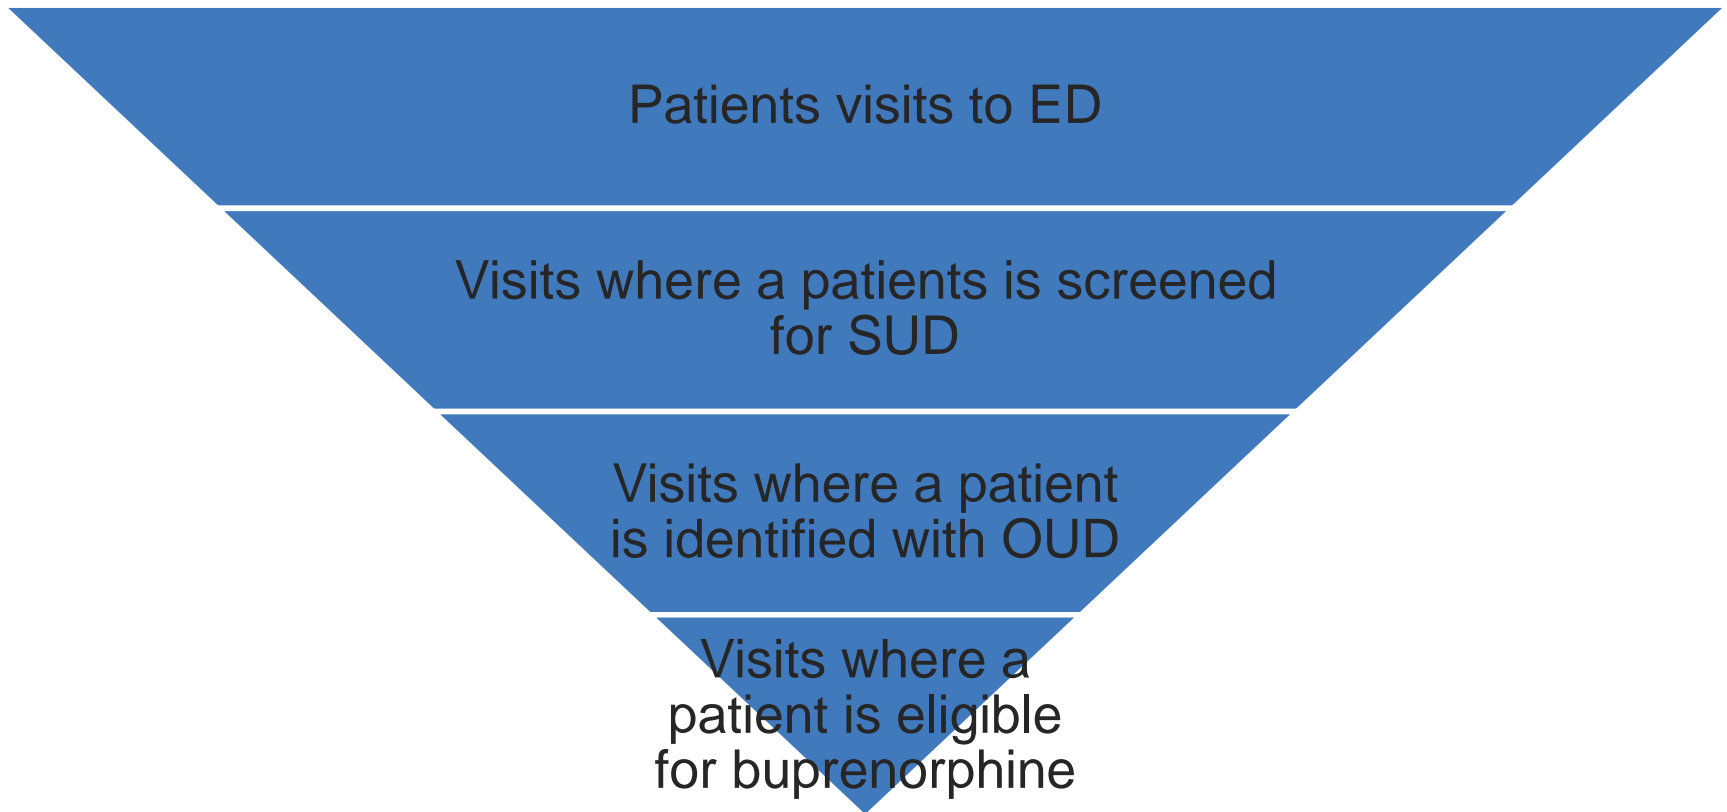 Patients visits to ED
Visits where a patients is screened
for SUD
Visits where a patient
is identified with OUD
Visits where a
patient is eligible
for buprenorphine